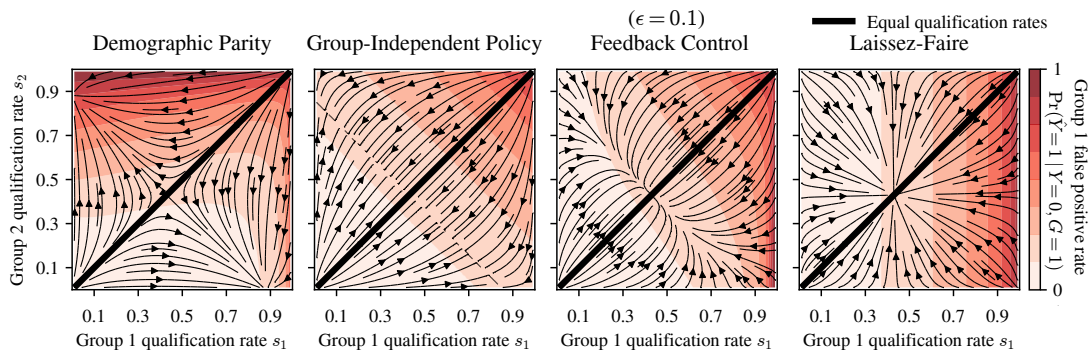 (ϵ = 0.1)
Equal qualification rates
Demographic Parity
Group-Independent Policy
Feedback Control
Laissez-Faire
Group 2 qualification rate s₂
0.9
0.7
0.5
0.3
0.1
0.1 0.3 0.5 0.7 0.9
0.1 0.3 0.5 0.7 0.9
0.1 0.3 0.5 0.7 0.9
0.1 0.3 0.5 0.7 0.9
Group 1 qualification rate s₁
Group 1 qualification rate s₁
Group 1 qualification rate s₁
Group 1 qualification rate s₁
1
0
Group 1 false positive rate
Pr(Ŷ=1 | Y=0, G=1)